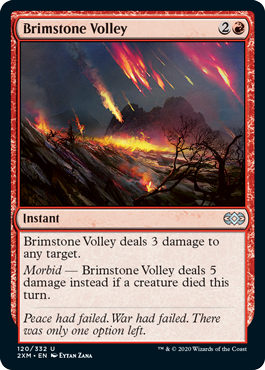 Brimstone Volley 2
Instant
Brimstone Volley deals 3 damage to
any target.
Morbid — Brimstone Volley deals 5
damage instead if a creature died this
turn.
Peace had failed. War had failed. There
was only one option left.
120/332 U
2XM • EN Eytan Zana
™ & © 2020 Wizards of the Coast